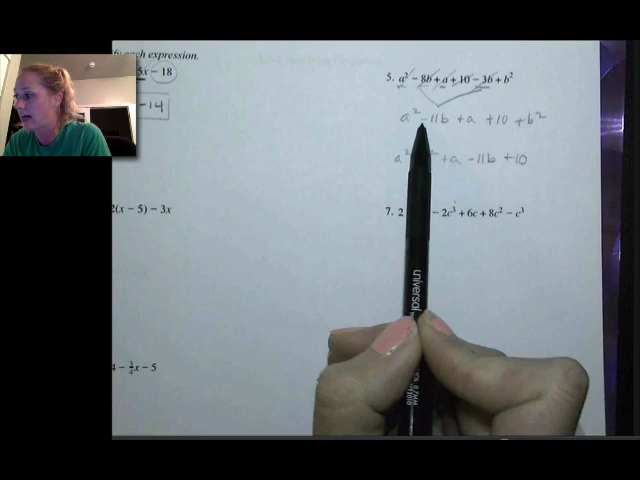 each expression.
5x − 18
− 14
5. a² − 8b + a + 10 − 3b + b²
a² − 11b + a + 10 + b²
+ a − 11b + 10
2(x − 5) − 3x
7. 2 − 2c³ + 6c + 8c² − c³
4 − ¾x − 5
universal